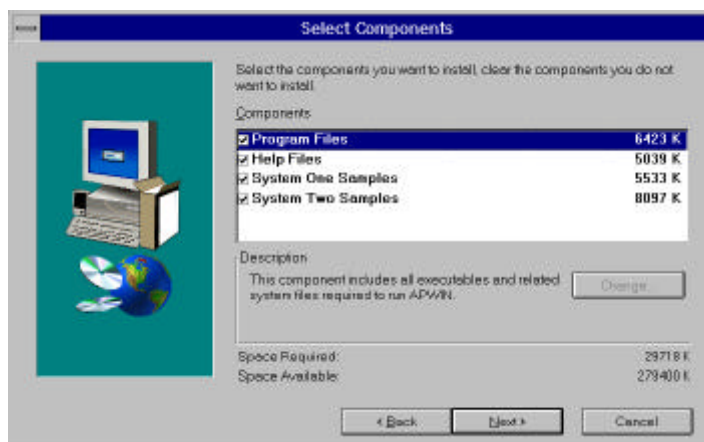 Select Components
Select the components you want to install, clear the components you do not
want to install.
Components
Program Files 6423 K
Help Files 5039 K
System One Samples 5533 K
System Two Samples 8097 K
Description
This component includes all executables and related
system files required to run APWIN.
Change...
Space Required: 29718 K
Space Available: 279400 K
< Back
Next >
Cancel